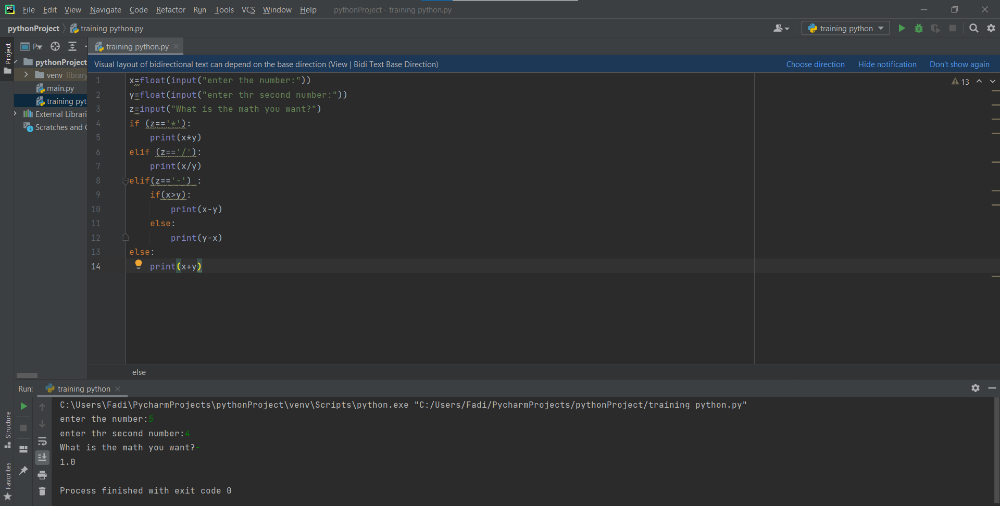 PC File Edit View Navigate Code Refactor Run Tools VCS Window Help pythonProject - training python.py
pythonProject training python.py training python
Project P... training python.py
pythonProject
venv library
main.py
training pyt
External Librari
Scratches and C
Visual layout of bidirectional text can depend on the base direction (View | Bidi Text Base Direction) Choose direction Hide notification Don't show again
13
1 x=float(input("enter the number:"))
2 y=float(input("enter thr second number:"))
3 z=input("What is the math you want?")
4 if (z=='*'):
5     print(x*y)
6 elif (z=='/'):
7     print(x/y)
8 elif(z=='-') :
9     if(x>y):
10         print(x-y)
11     else:
12         print(y-x)
13 else:
14     print(x+y)
else
Run: training python
C:\Users\Fadi\PycharmProjects\pythonProject\venv\Scripts\python.exe "C:/Users/Fadi/PycharmProjects/pythonProject/training python.py"
enter the number:5
enter thr second number:4
What is the math you want?-
1.0
Process finished with exit code 0
Structure
Favorites